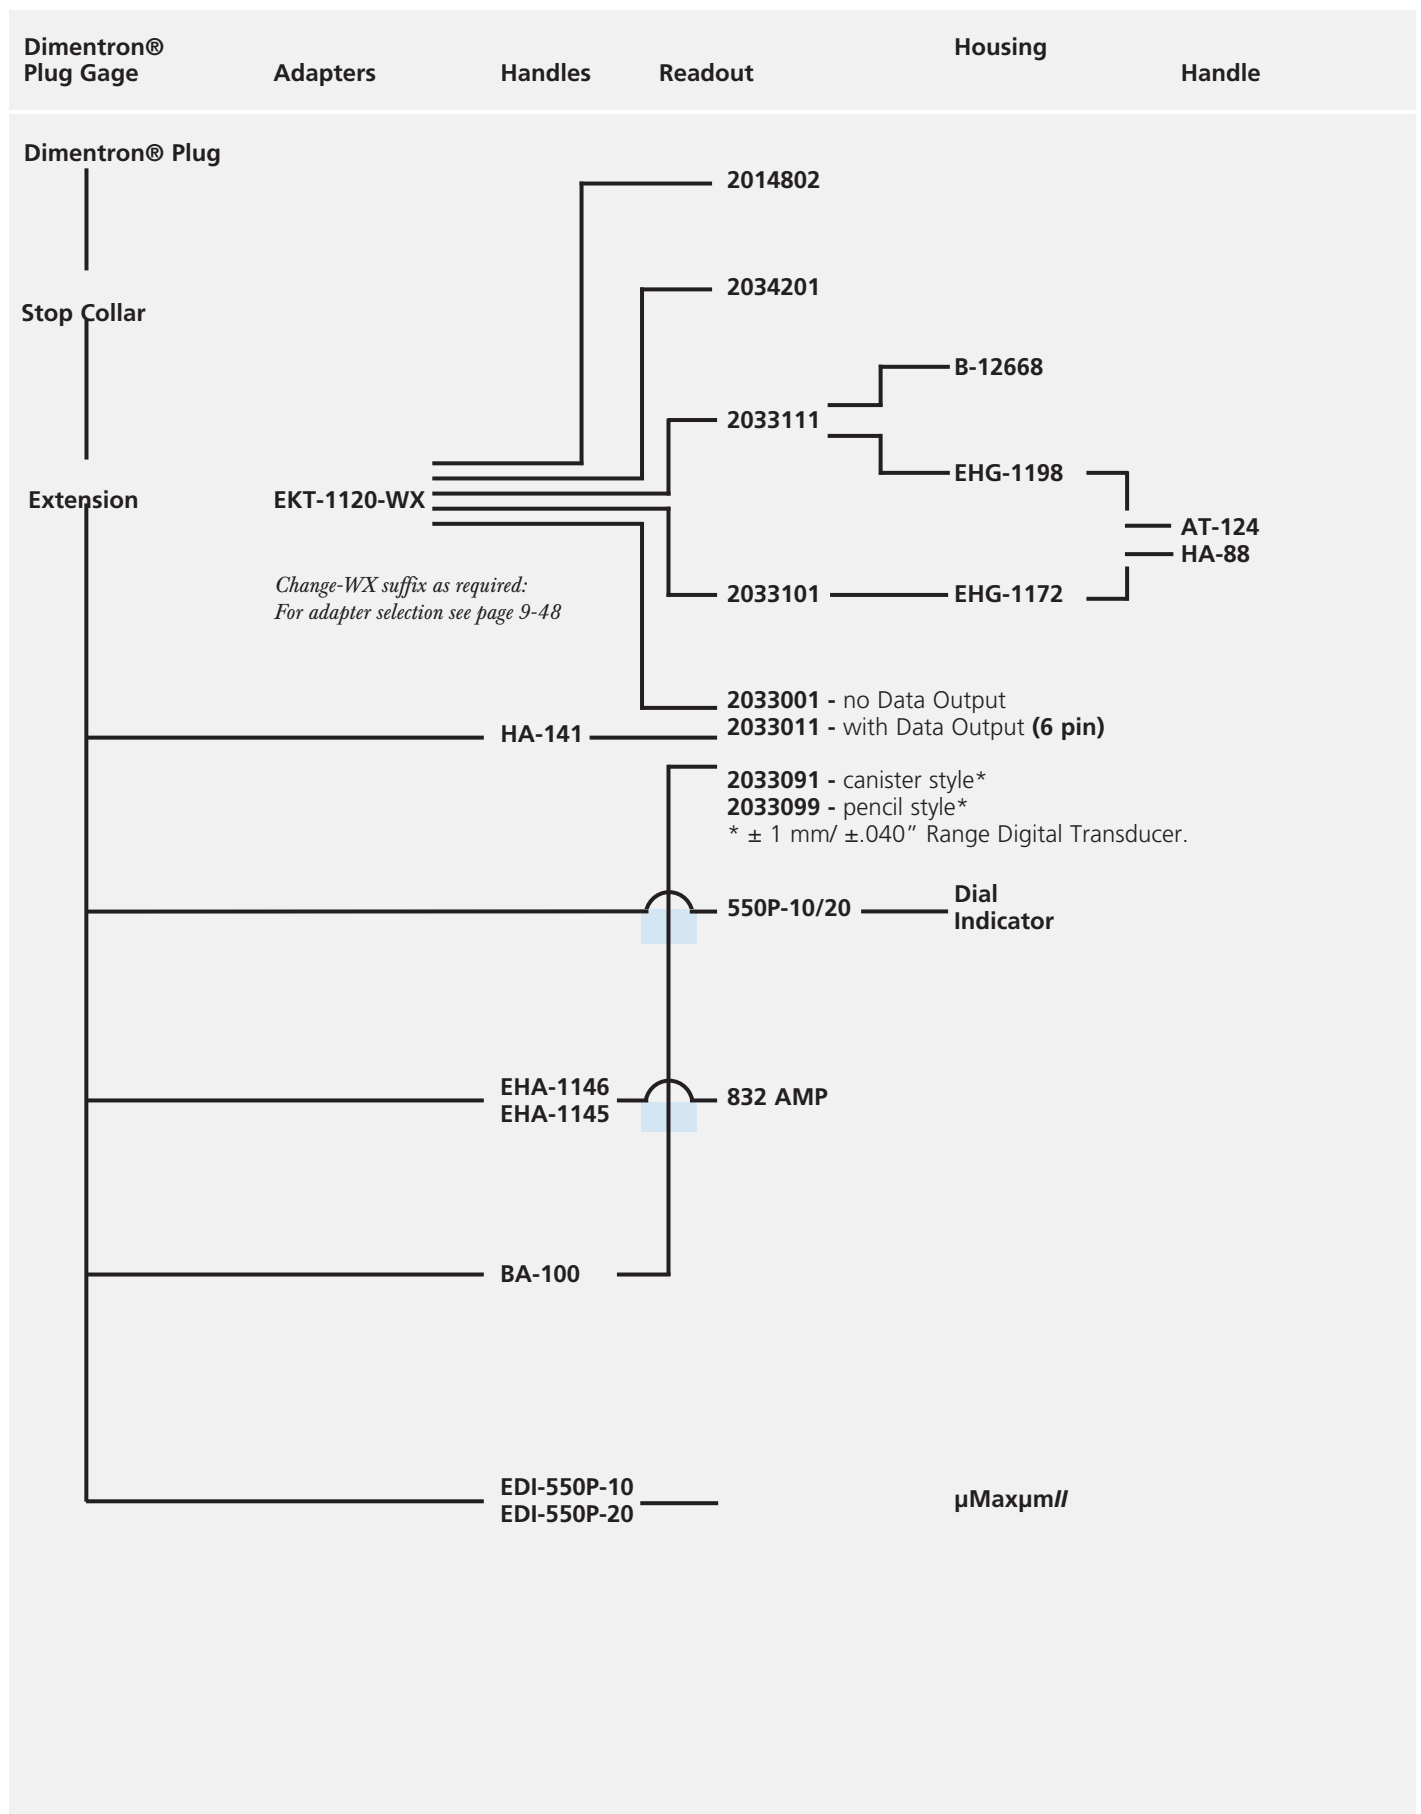 Dimentron®
Plug Gage
Adapters
Handles
Readout
Housing
Handle
Dimentron® Plug
2014802
2034201
Stop Collar
B-12668
2033111
EHG-1198
Extension
EKT-1120-WX
AT-124
HA-88
Change-WX suffix as required:
For adapter selection see page 9-48
2033101
EHG-1172
2033001 - no Data Output
2033011 - with Data Output (6 pin)
HA-141
2033091 - canister style*
2033099 - pencil style*
* ± 1 mm/ ±.040” Range Digital Transducer.
550P-10/20
Dial
Indicator
EHA-1146
EHA-1145
832 AMP
BA-100
EDI-550P-10
EDI-550P-20
µMaxµmII